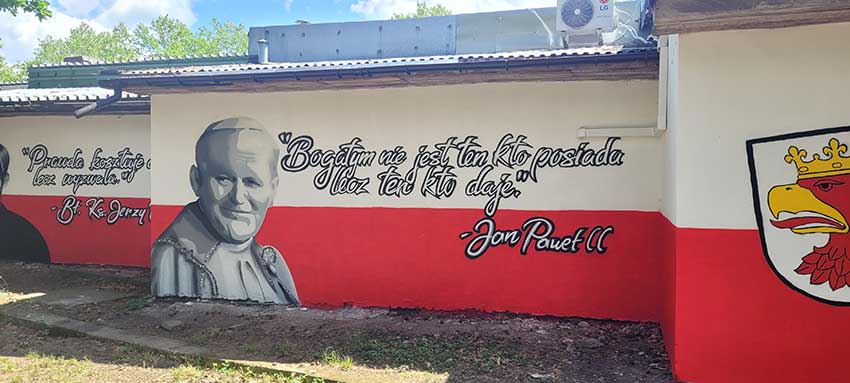 LG
"Prawda kosztuje
lecz wyzwala."
- Bł. Ks. Jerzy
"Bogatym nie jest ten kto posiada
lecz ten kto daje."
- Jan Paweł II